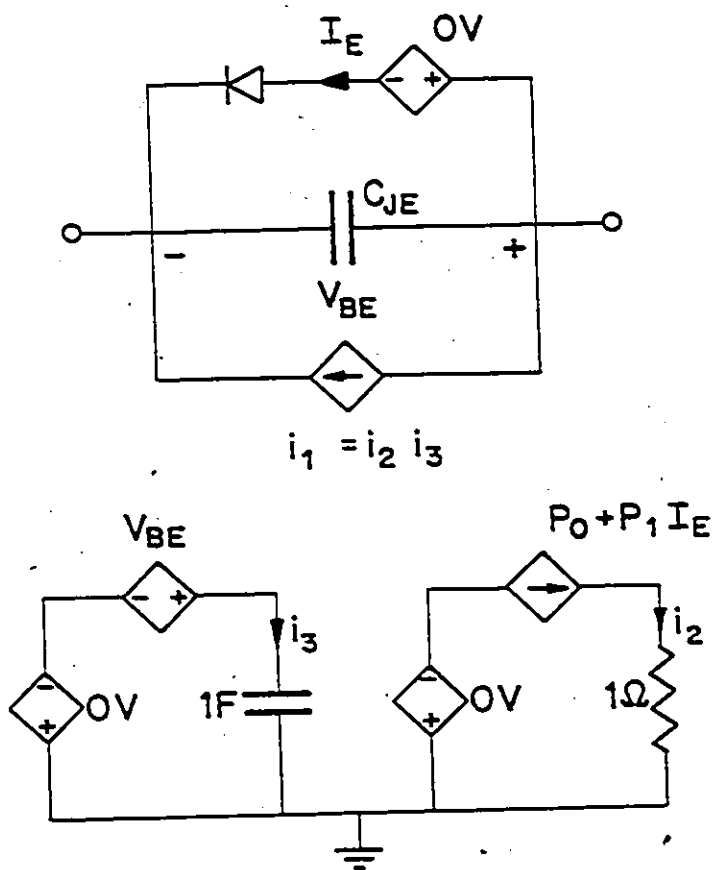 I_E
0V
C_JE
- +
V_BE
i_1 = i_2 i_3
V_BE
- +
i_3
0V
1F
P_0 + P_1 I_E
i_2
0V
1Ω